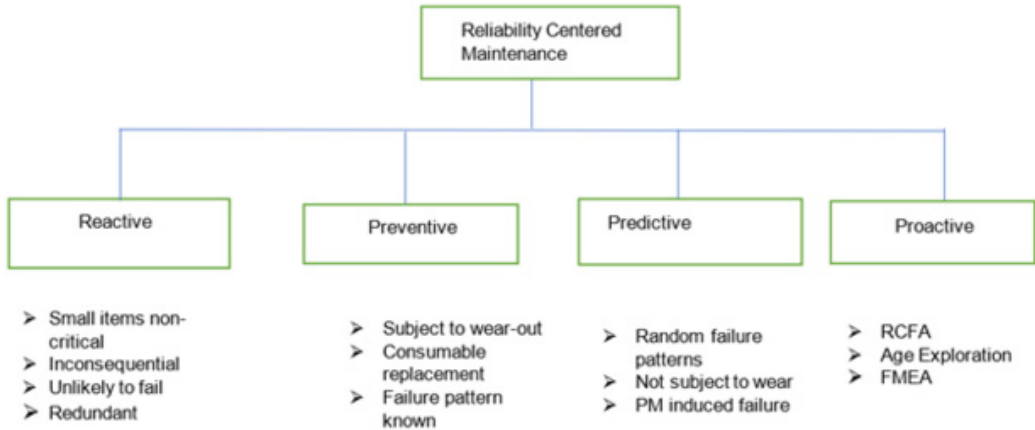 Reliability Centered
Maintenance
Reactive
Preventive
Predictive
Proactive
➤ Small items non-
critical
➤ Inconsequential
➤ Unlikely to fail
➤ Redundant
➤ Subject to wear-out
➤ Consumable
replacement
➤ Failure pattern
known
➤ Random failure
patterns
➤ Not subject to wear
➤ PM induced failure
➤ RCFA
➤ Age Exploration
➤ FMEA